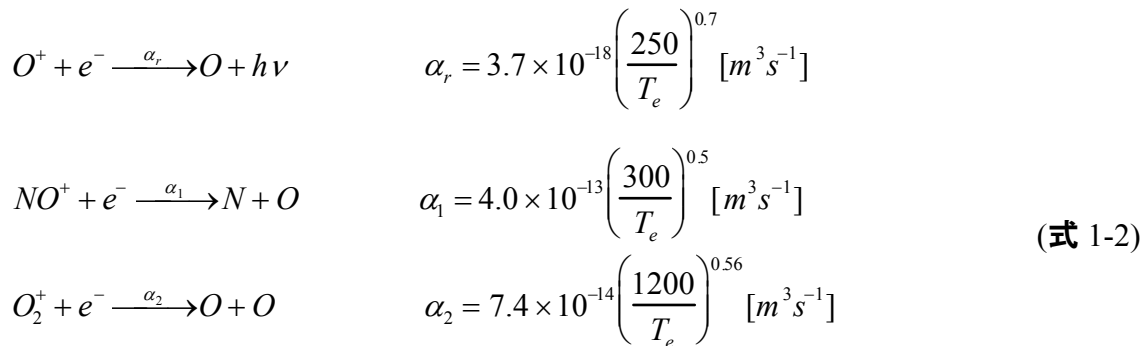 O⁺ + e⁻ —α_r→ O + hν α_r = 3.7 × 10⁻¹⁸ (250 / T_e)^0.7 [m³s⁻¹]
NO⁺ + e⁻ —α₁→ N + O α₁ = 4.0 × 10⁻¹³ (300 / T_e)^0.5 [m³s⁻¹]
(式 1-2)
O₂⁺ + e⁻ —α₂→ O + O α₂ = 7.4 × 10⁻¹⁴ (1200 / T_e)^0.56 [m³s⁻¹]